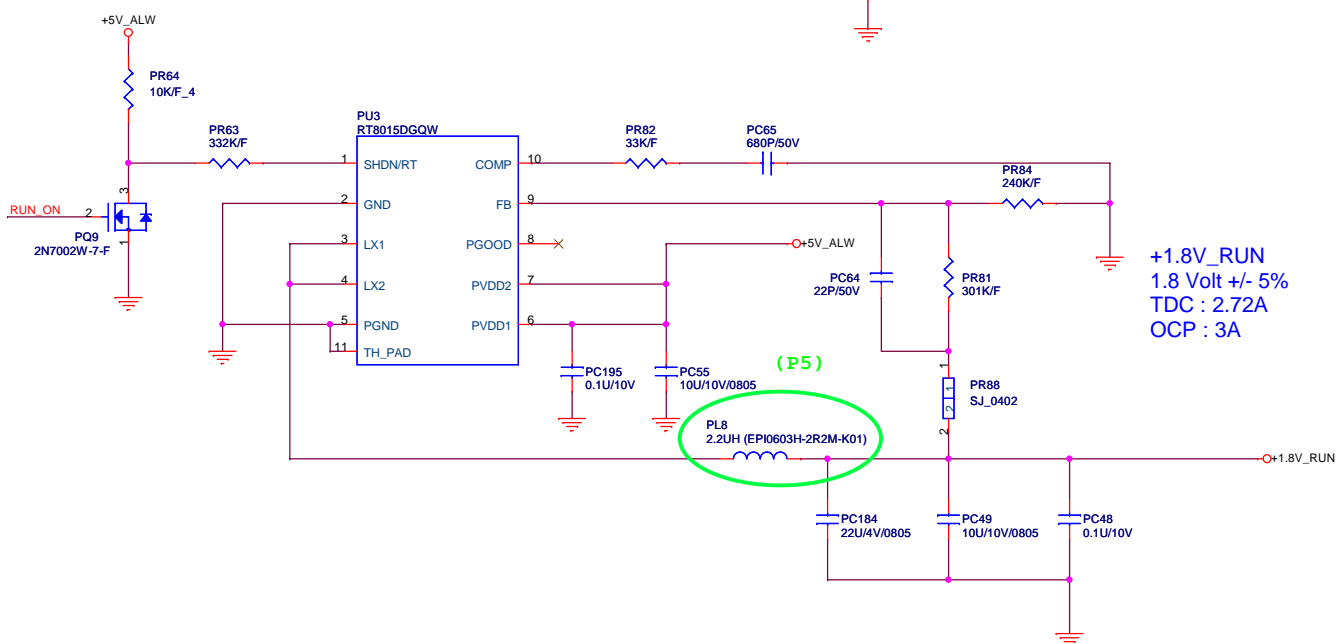 +5V_ALW
PR64
10K/F_4
PR63
332K/F
PU3
RT8015DGQW
1 SHDN/RT
2 GND
3 LX1
4 LX2
5 PGND
11 TH_PAD
COMP 10
FB 9
PGOOD 8
PVDD2 7
PVDD1 6
RUN_ON
2
3
1
PQ9
2N7002W-7-F
PR82
33K/F
PC65
680P/50V
PR84
240K/F
+5V_ALW
PC64
22P/50V
PR81
301K/F
+1.8V_RUN
1.8 Volt +/- 5%
TDC : 2.72A
OCP : 3A
PC195
0.1U/10V
PC55
10U/10V/0805
(P5)
1
1
2
2
PR88
SJ_0402
PL8
2.2UH (EPI0603H-2R2M-K01)
+1.8V_RUN
PC184
22U/4V/0805
PC49
10U/10V/0805
PC48
0.1U/10V